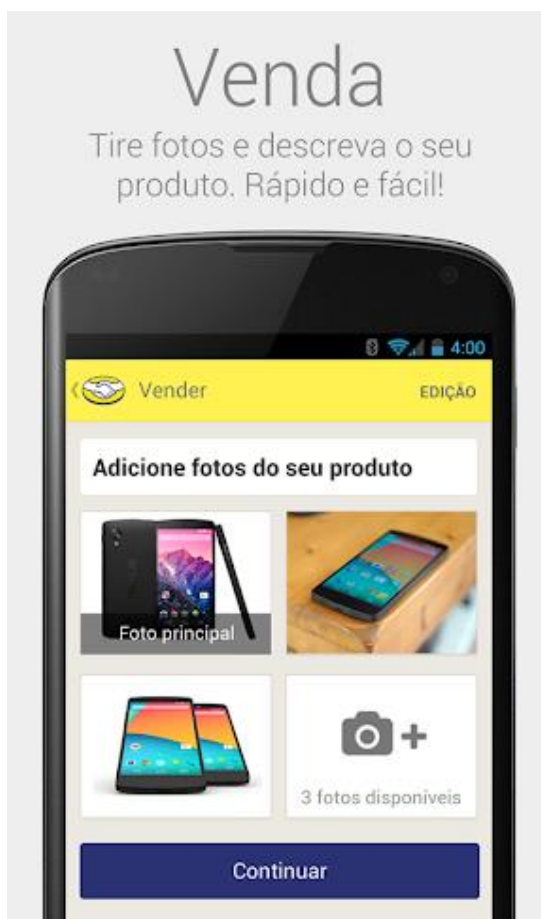 Venda
Tire fotos e descreva o seu
produto. Rápido e fácil!
4:00
Vender
EDIÇÃO
Adicione fotos do seu produto
Foto principal
3 fotos disponíveis
Continuar